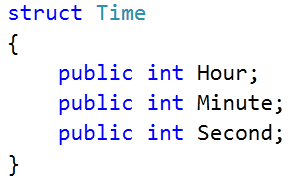 struct Time
{
    public int Hour;
    public int Minute;
    public int Second;
}